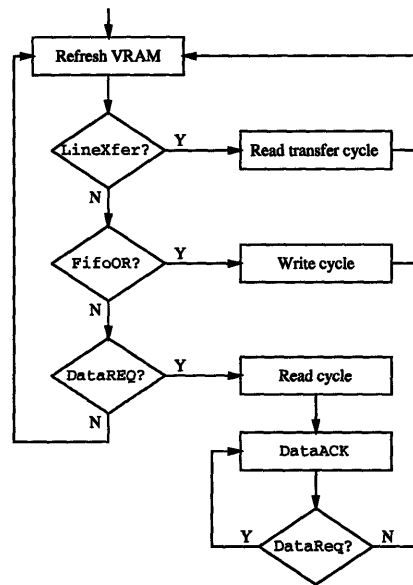 Refresh VRAM
LineXfer?
Y
Read transfer cycle
N
FifoOR?
Y
Write cycle
N
DataREQ?
Y
Read cycle
N
DataACK
Y
DataReq?
N